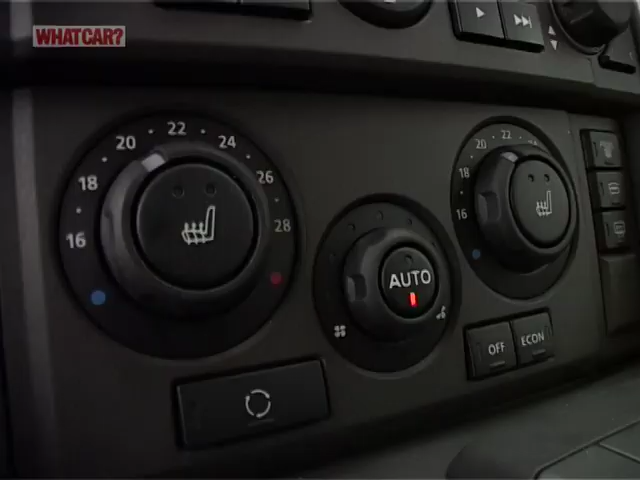 WHATCAR?
16 18 20 22 24 26 28
AUTO
16 18 20 22
OFF ECON